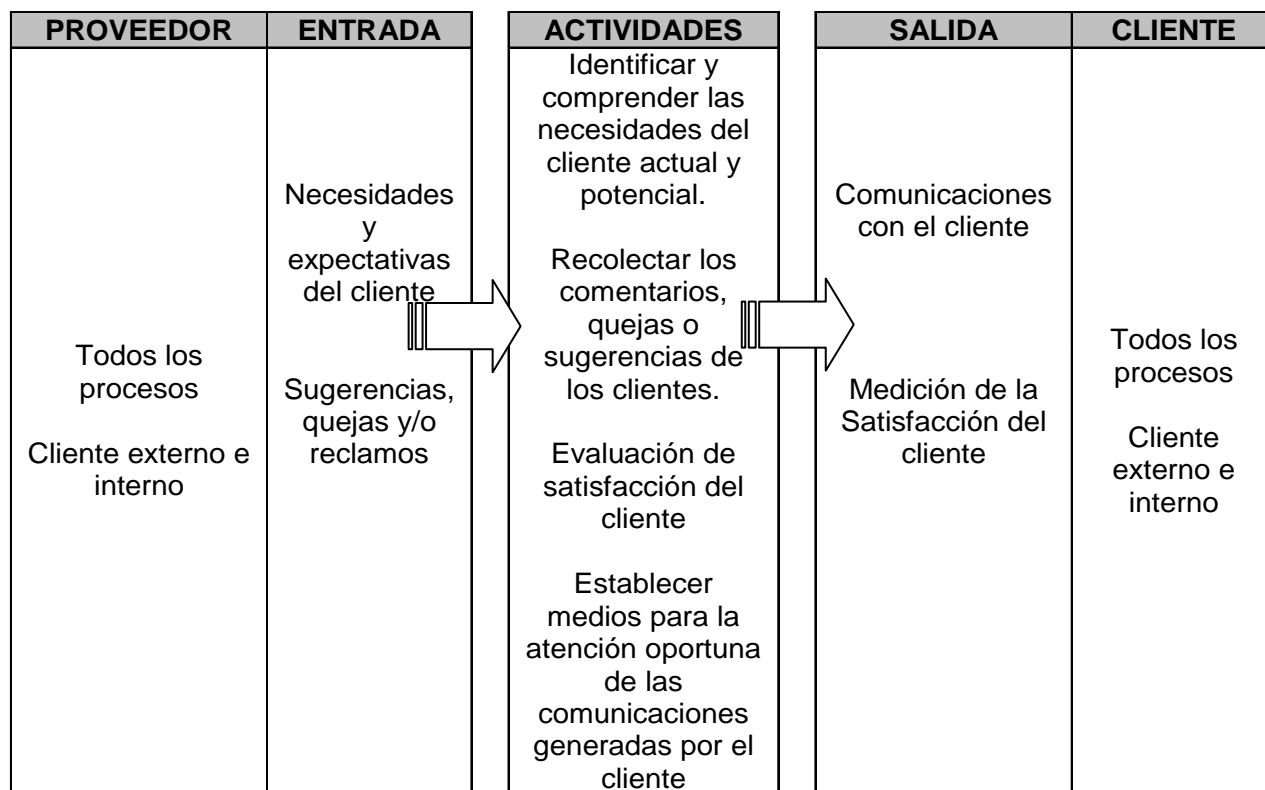 PROVEEDOR
ENTRADA
ACTIVIDADES
SALIDA
CLIENTE
Todos los
procesos
Cliente externo e
interno
Necesidades
y
expectativas
del cliente
Sugerencias,
quejas y/o
reclamos
Identificar y
comprender las
necesidades del
cliente actual y
potencial.
Recolectar los
comentarios,
quejas o
sugerencias de
los clientes.
Evaluación de
satisfacción del
cliente
Establecer
medios para la
atención oportuna
de las
comunicaciones
generadas por el
cliente
Comunicaciones
con el cliente
Medición de la
Satisfacción del
cliente
Todos los
procesos
Cliente
externo e
interno